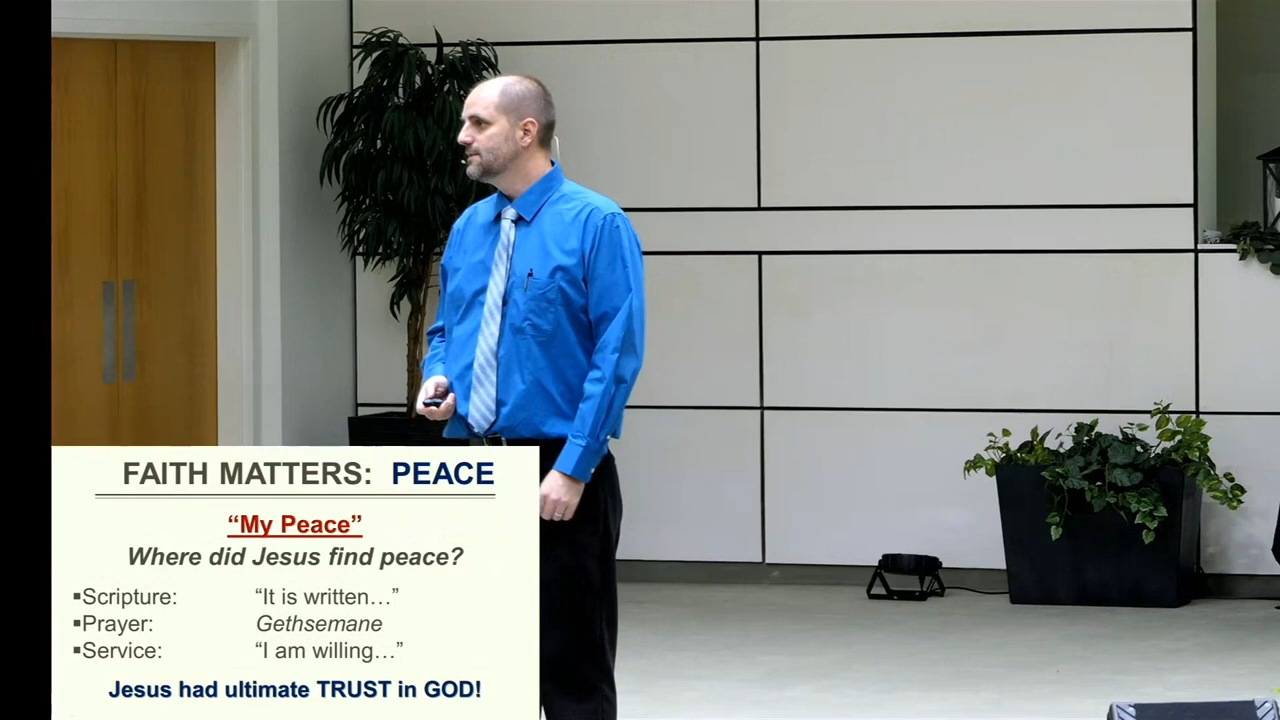 FAITH MATTERS: PEACE
“My Peace”
Where did Jesus find peace?
▪Scripture: “It is written…”
▪Prayer: Gethsemane
▪Service: “I am willing…”
Jesus had ultimate TRUST in GOD!